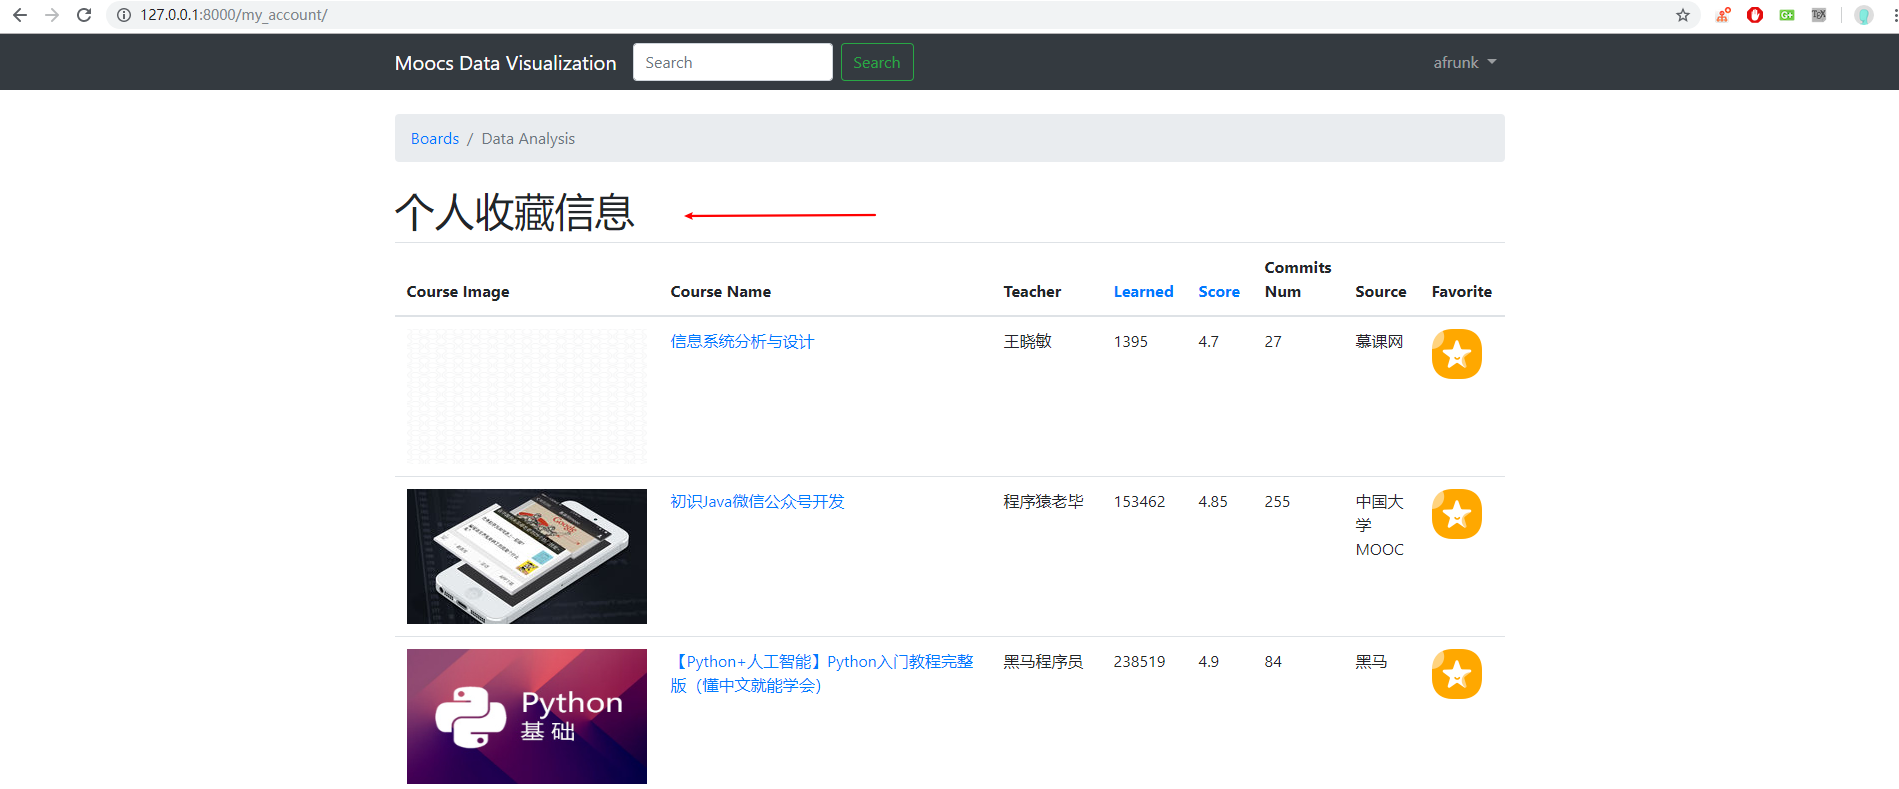 127.0.0.1:8000/my_account/
Moocs Data Visualization
Search
Search
afrunk
Boards / Data Analysis
个人收藏信息
Course Image Course Name Teacher Learned Score Commits Num Source Favorite
信息系统分析与设计 王晓敏 1395 4.7 27 慕课网
初识Java微信公众号开发 程序猿老毕 153462 4.85 255 中国大
学
MOOC
Google
【Python+人工智能】Python入门教程完整 黑马程序员 238519 4.9 84 黑马
版（懂中文就能学会）
Python
基础